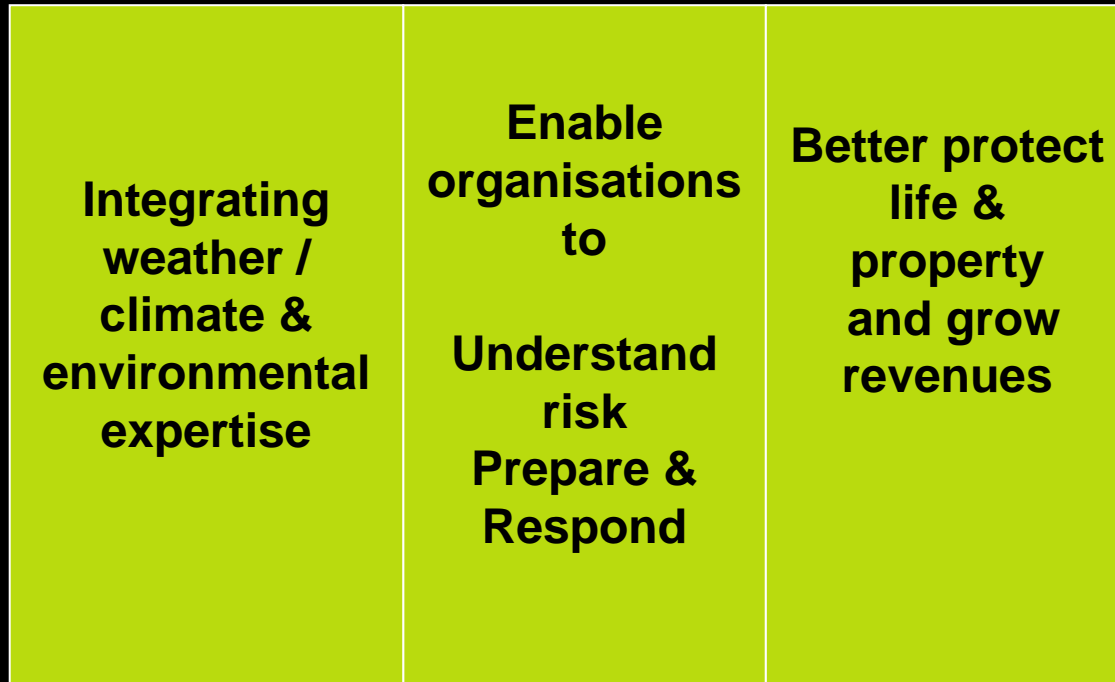 Integrating
weather /
climate &
environmental
expertise
Enable
organisations
to
Understand
risk
Prepare &
Respond
Better protect
life &
property
and grow
revenues